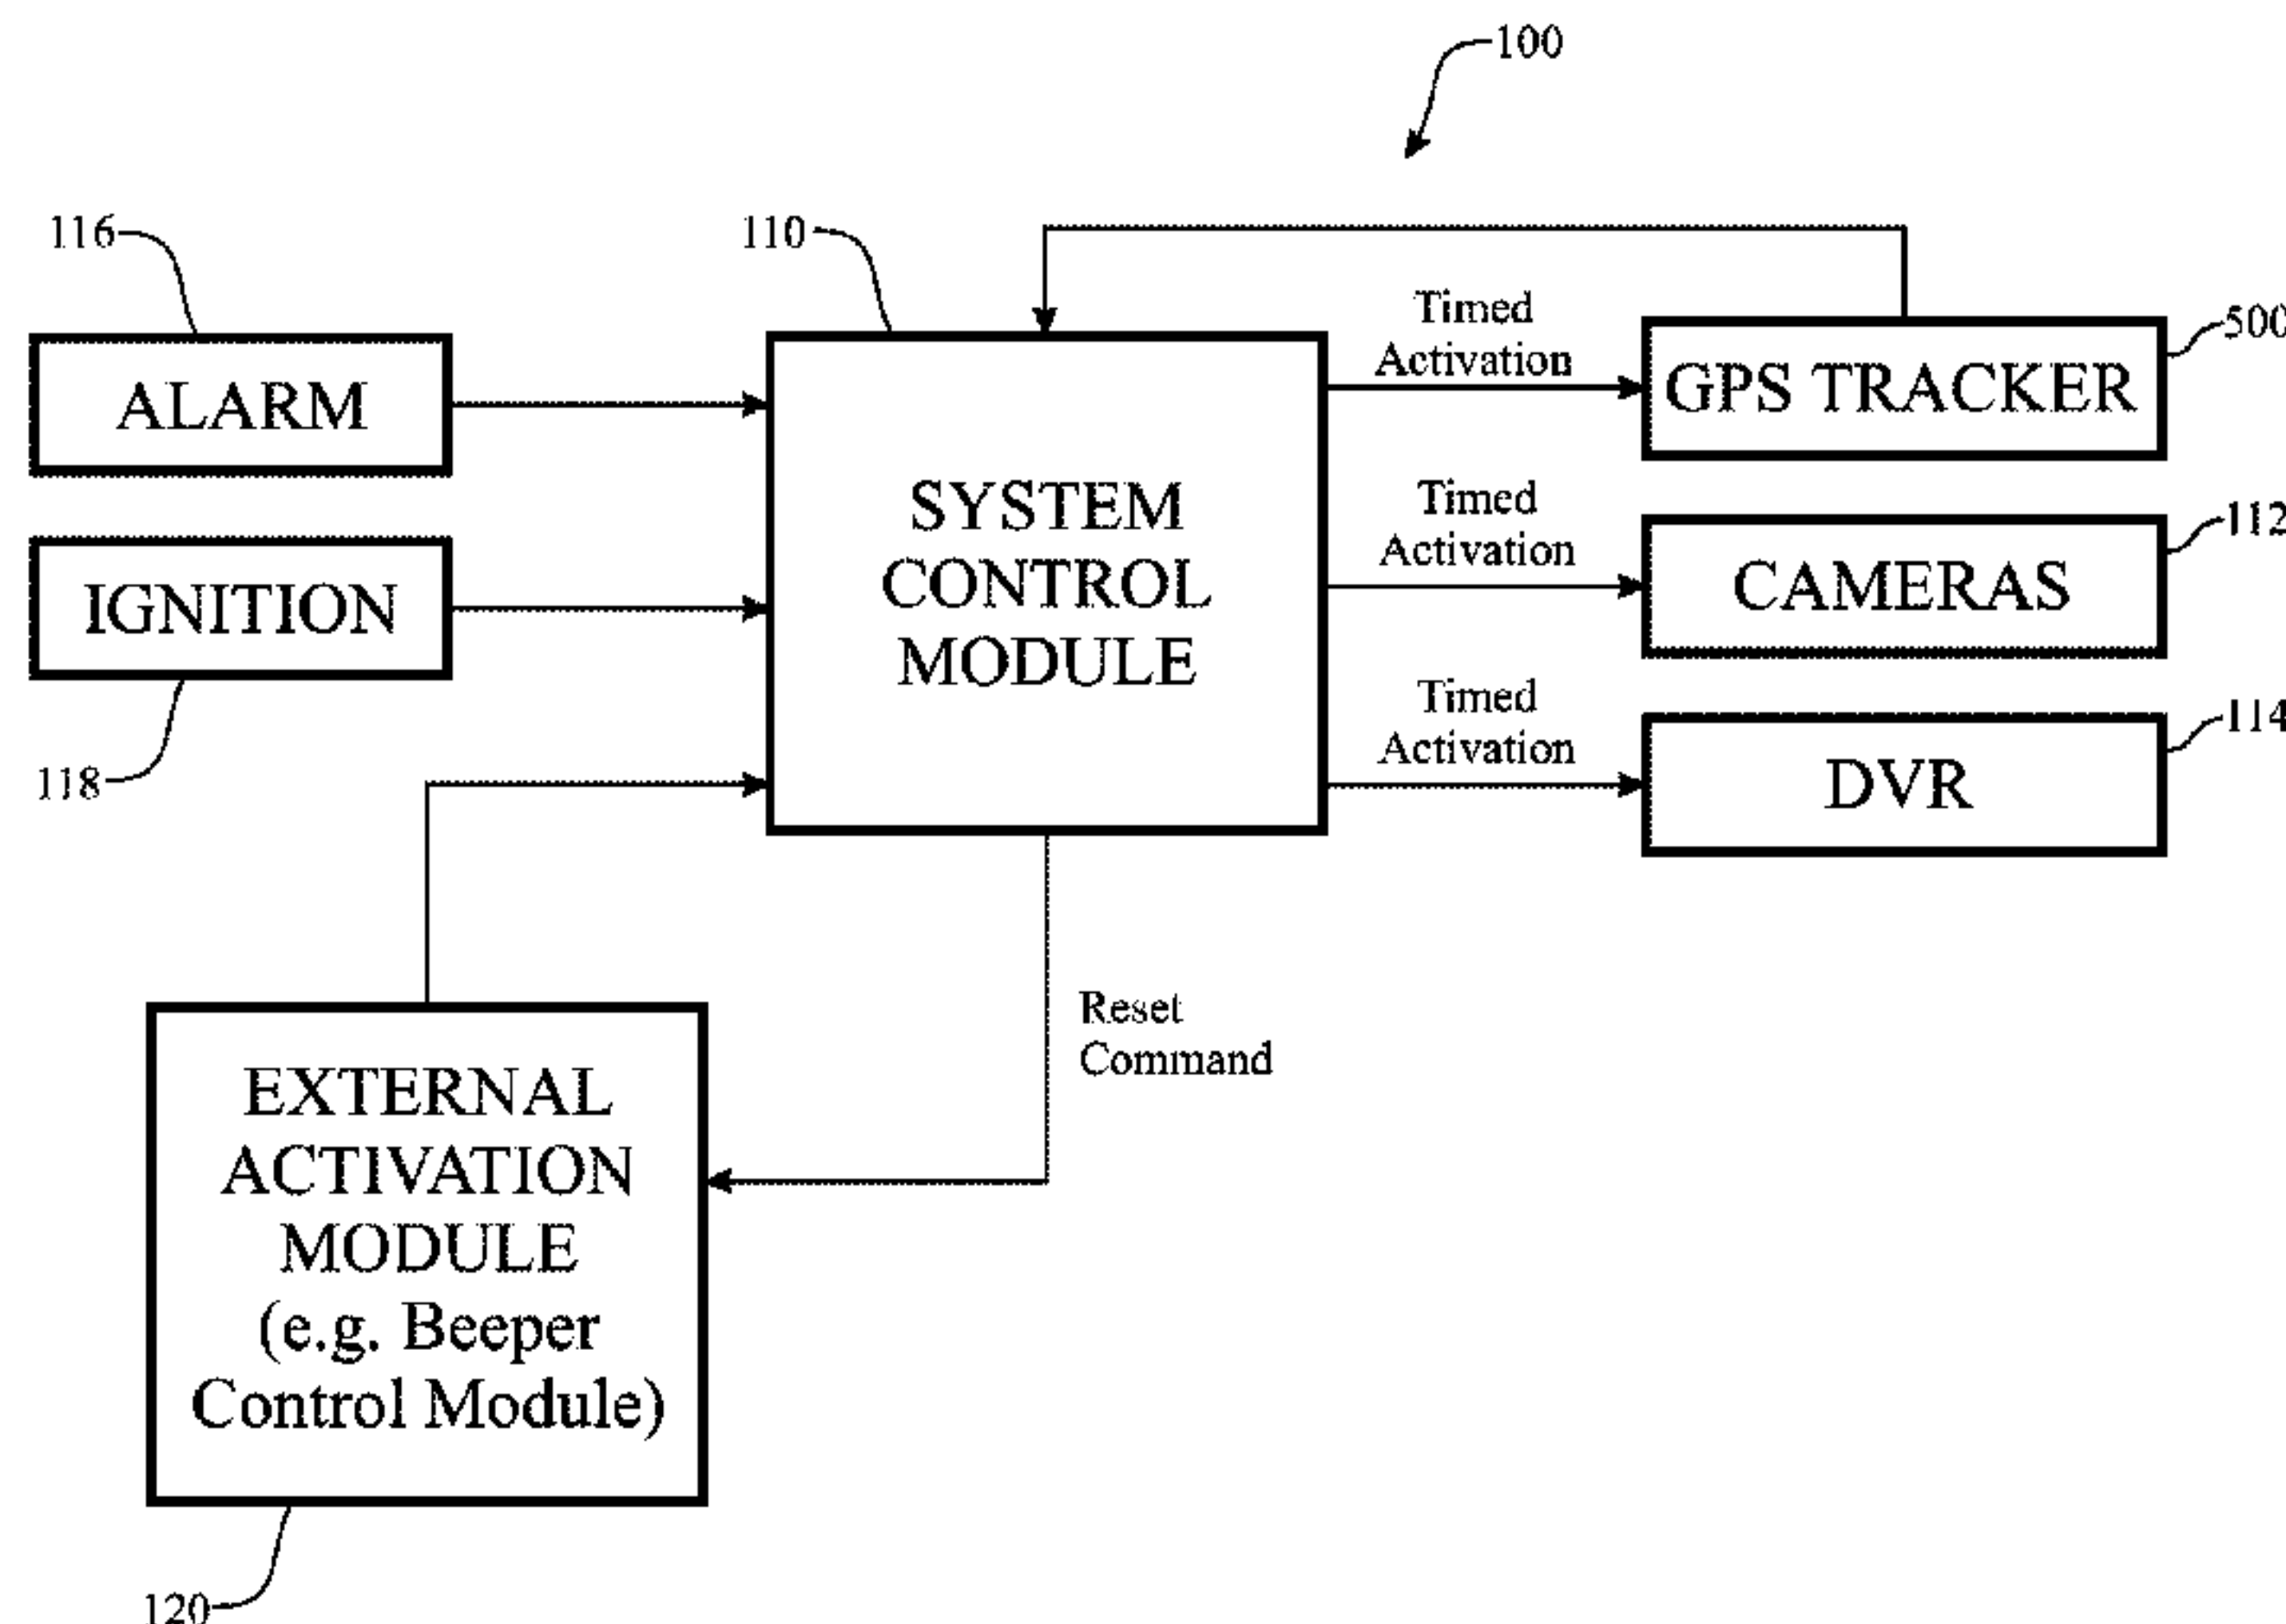 100
116
110
Timed
Activation
500
ALARM
GPS TRACKER
SYSTEM
CONTROL
MODULE
Timed
Activation
112
CAMERAS
IGNITION
118
Timed
Activation
114
DVR
Reset
Command
EXTERNAL
ACTIVATION
MODULE
(e.g. Beeper
Control Module)
120